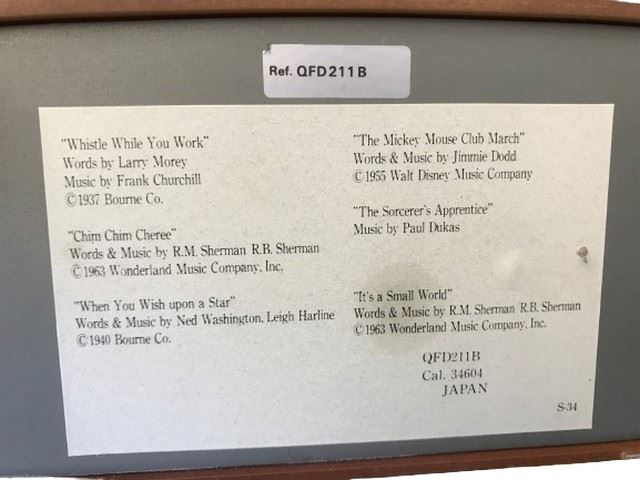 Ref. QFD211B
"Whistle While You Work"
Words by Larry Morey
Music by Frank Churchill
©1937 Bourne Co.
"Chim Chim Cheree"
Words & Music by R.M. Sherman R.B. Sherman
©1963 Wonderland Music Company, Inc.
"When You Wish upon a Star"
Words & Music by Ned Washington, Leigh Harline
©1940 Bourne Co.
"The Mickey Mouse Club March"
Words & Music by Jimmie Dodd
©1955 Walt Disney Music Company
"The Sorcerer's Apprentice"
Music by Paul Dukas
"It's a Small World"
Words & Music by R.M. Sherman R.B. Sherman
©1963 Wonderland Music Company, Inc.
QFD211B
Cal. 34604
JAPAN
S-34